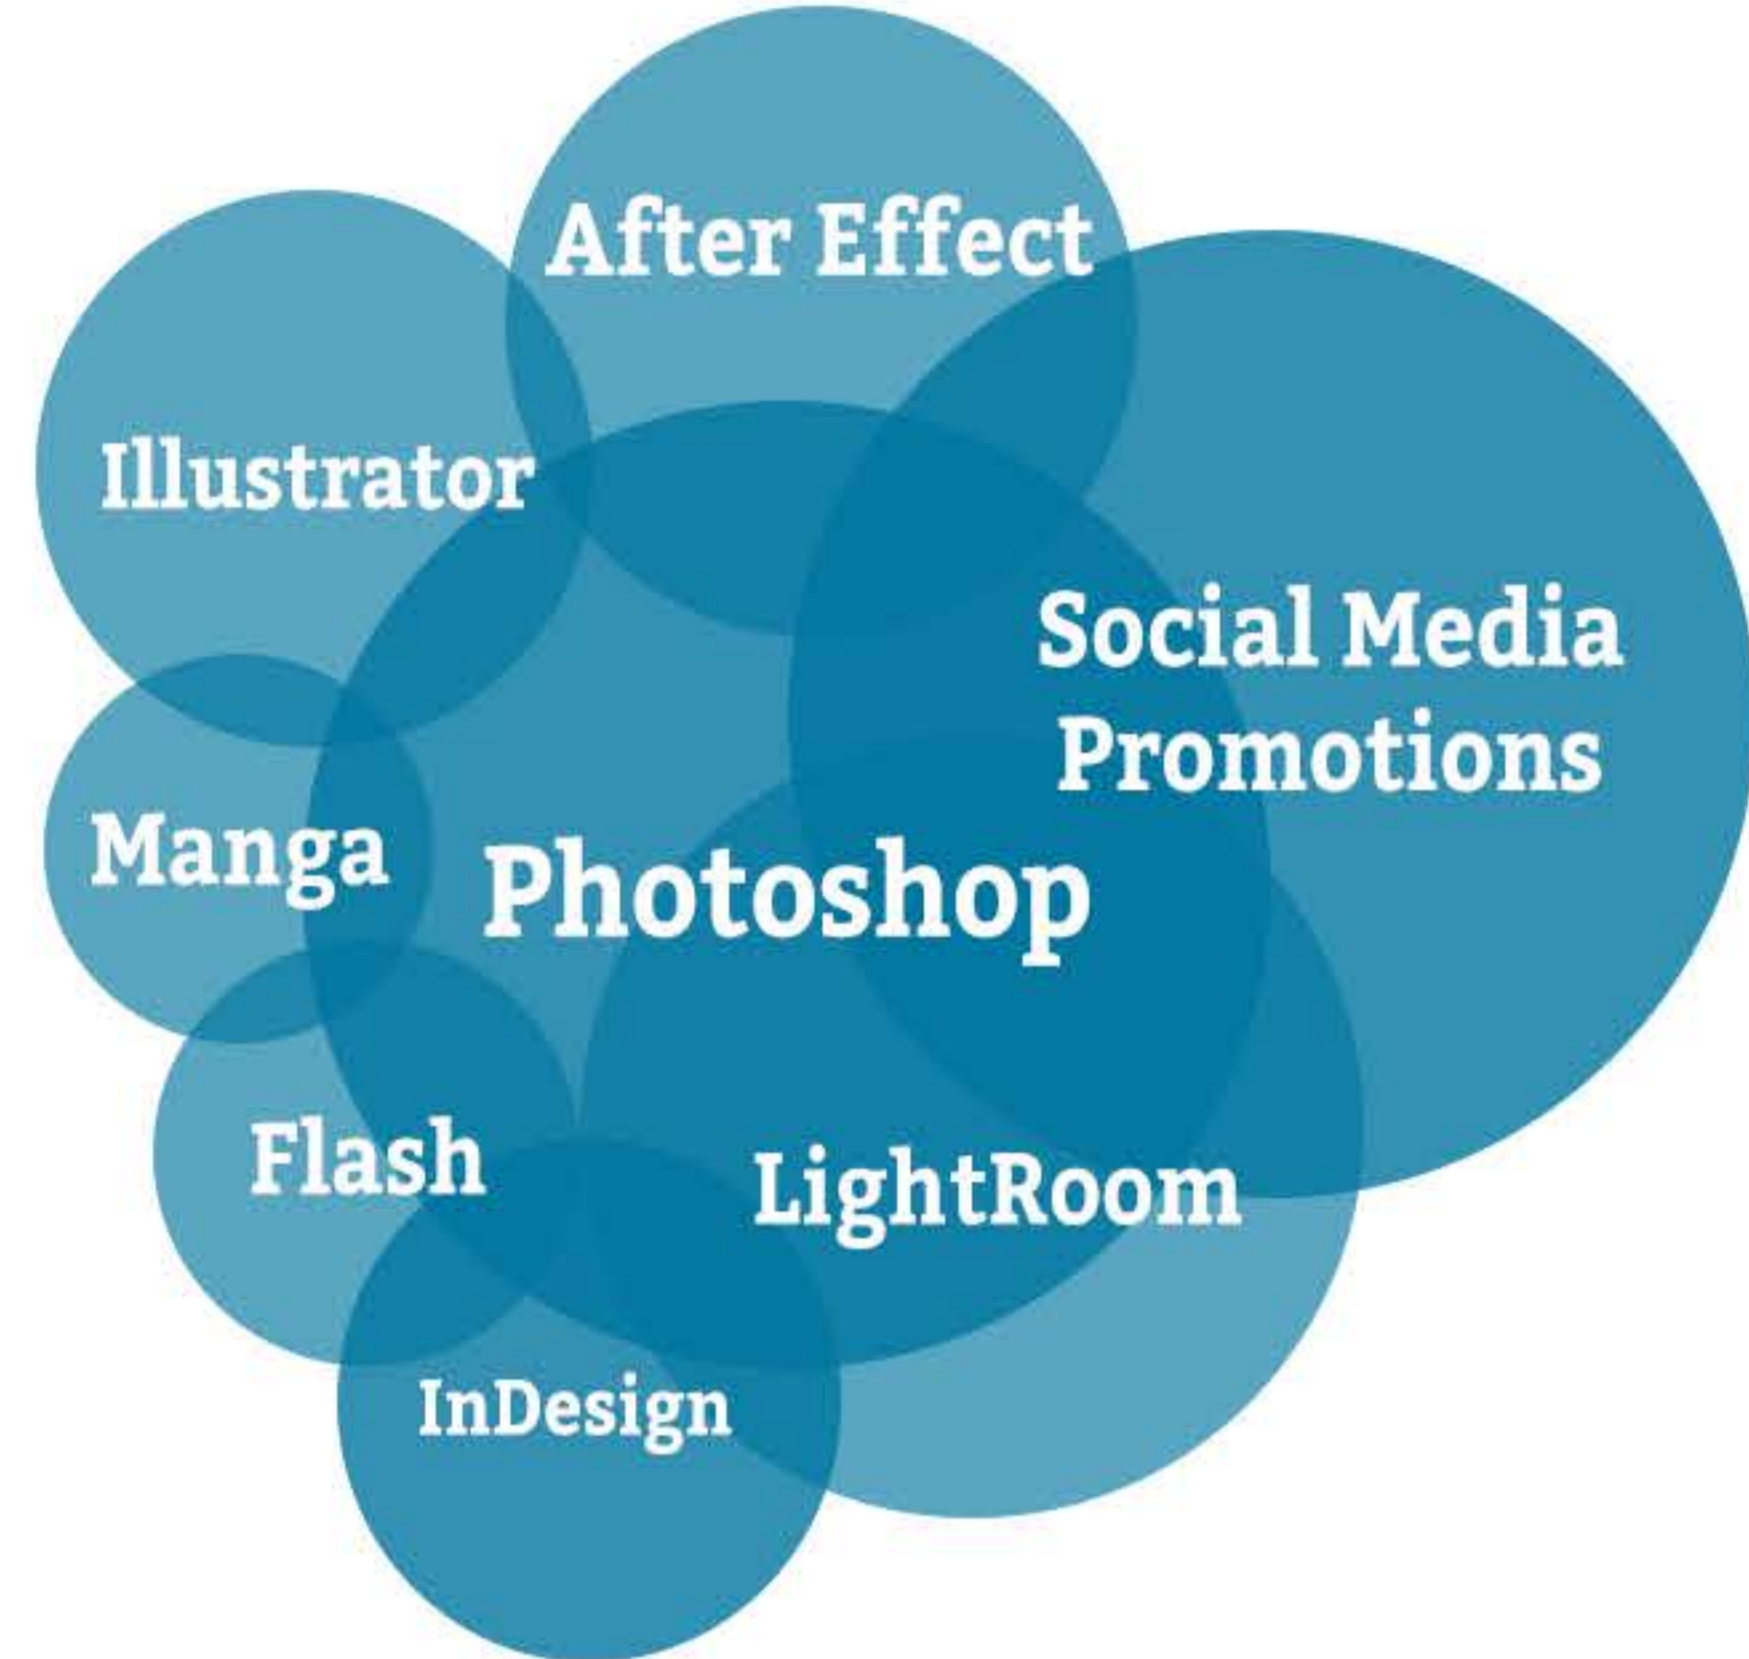 After Effect
Illustrator
Social Media
Promotions
Manga
Photoshop
Flash
LightRoom
InDesign